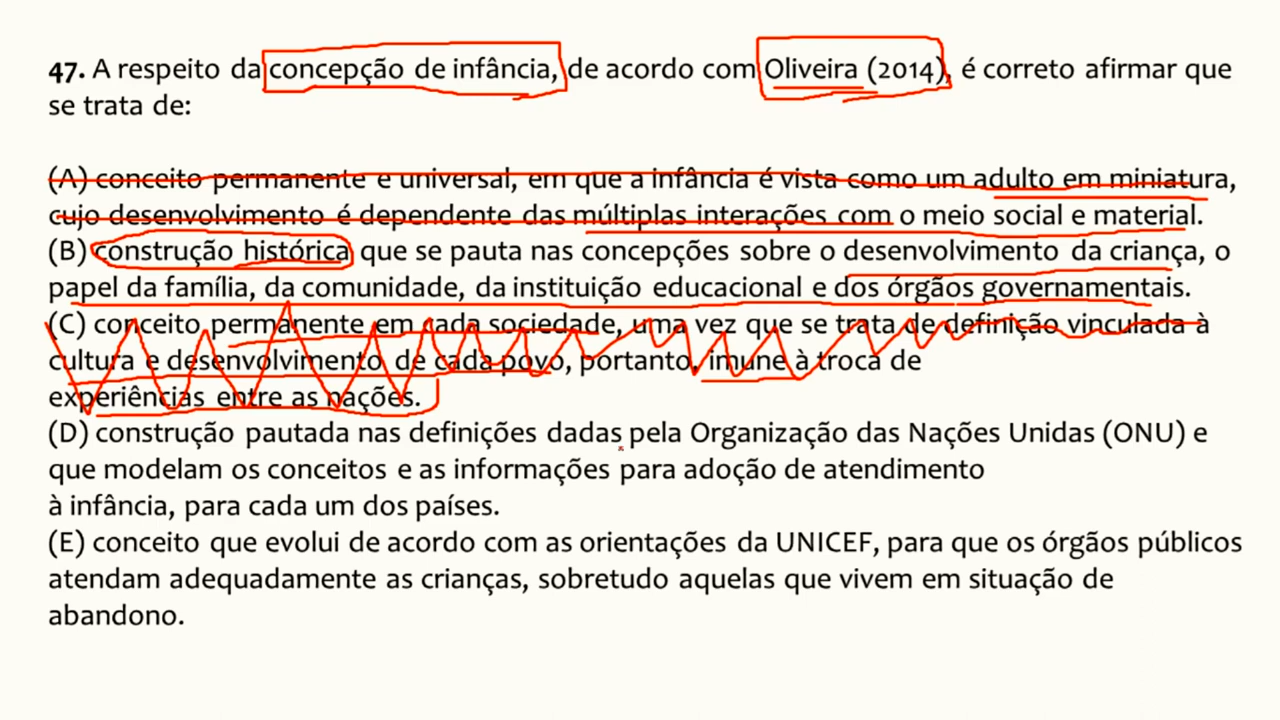 47. A respeito da concepção de infância, de acordo com Oliveira (2014), é correto afirmar que
se trata de:
(A) conceito permanente e universal, em que a infância é vista como um adulto em miniatura,
cujo desenvolvimento é dependente das múltiplas interações com o meio social e material.
(B) construção histórica que se pauta nas concepções sobre o desenvolvimento da criança, o
papel da família, da comunidade, da instituição educacional e dos órgãos governamentais.
(C) conceito permanente em cada sociedade, uma vez que se trata de definição vinculada à
cultura e desenvolvimento de cada povo, portanto, imune à troca de
experiências entre as nações.
(D) construção pautada nas definições dadas pela Organização das Nações Unidas (ONU) e
que modelam os conceitos e as informações para adoção de atendimento
à infância, para cada um dos países.
(E) conceito que evolui de acordo com as orientações da UNICEF, para que os órgãos públicos
atendam adequadamente as crianças, sobretudo aquelas que vivem em situação de
abandono.